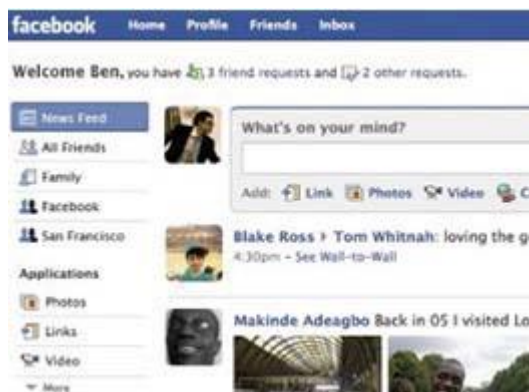 facebook Home Profile Friends Inbox
Welcome Ben, you have 3 friend requests and 2 other requests.
News Feed
All Friends
Family
Facebook
San Francisco
Applications
Photos
Links
Video
More
What's on your mind?
Add: Link Photos Video C
Blake Ross ▸ Tom Whitnah: loving the g
4:30pm - See Wall-to-Wall
Makinde Adeagbo Back in 05 I visited Lo